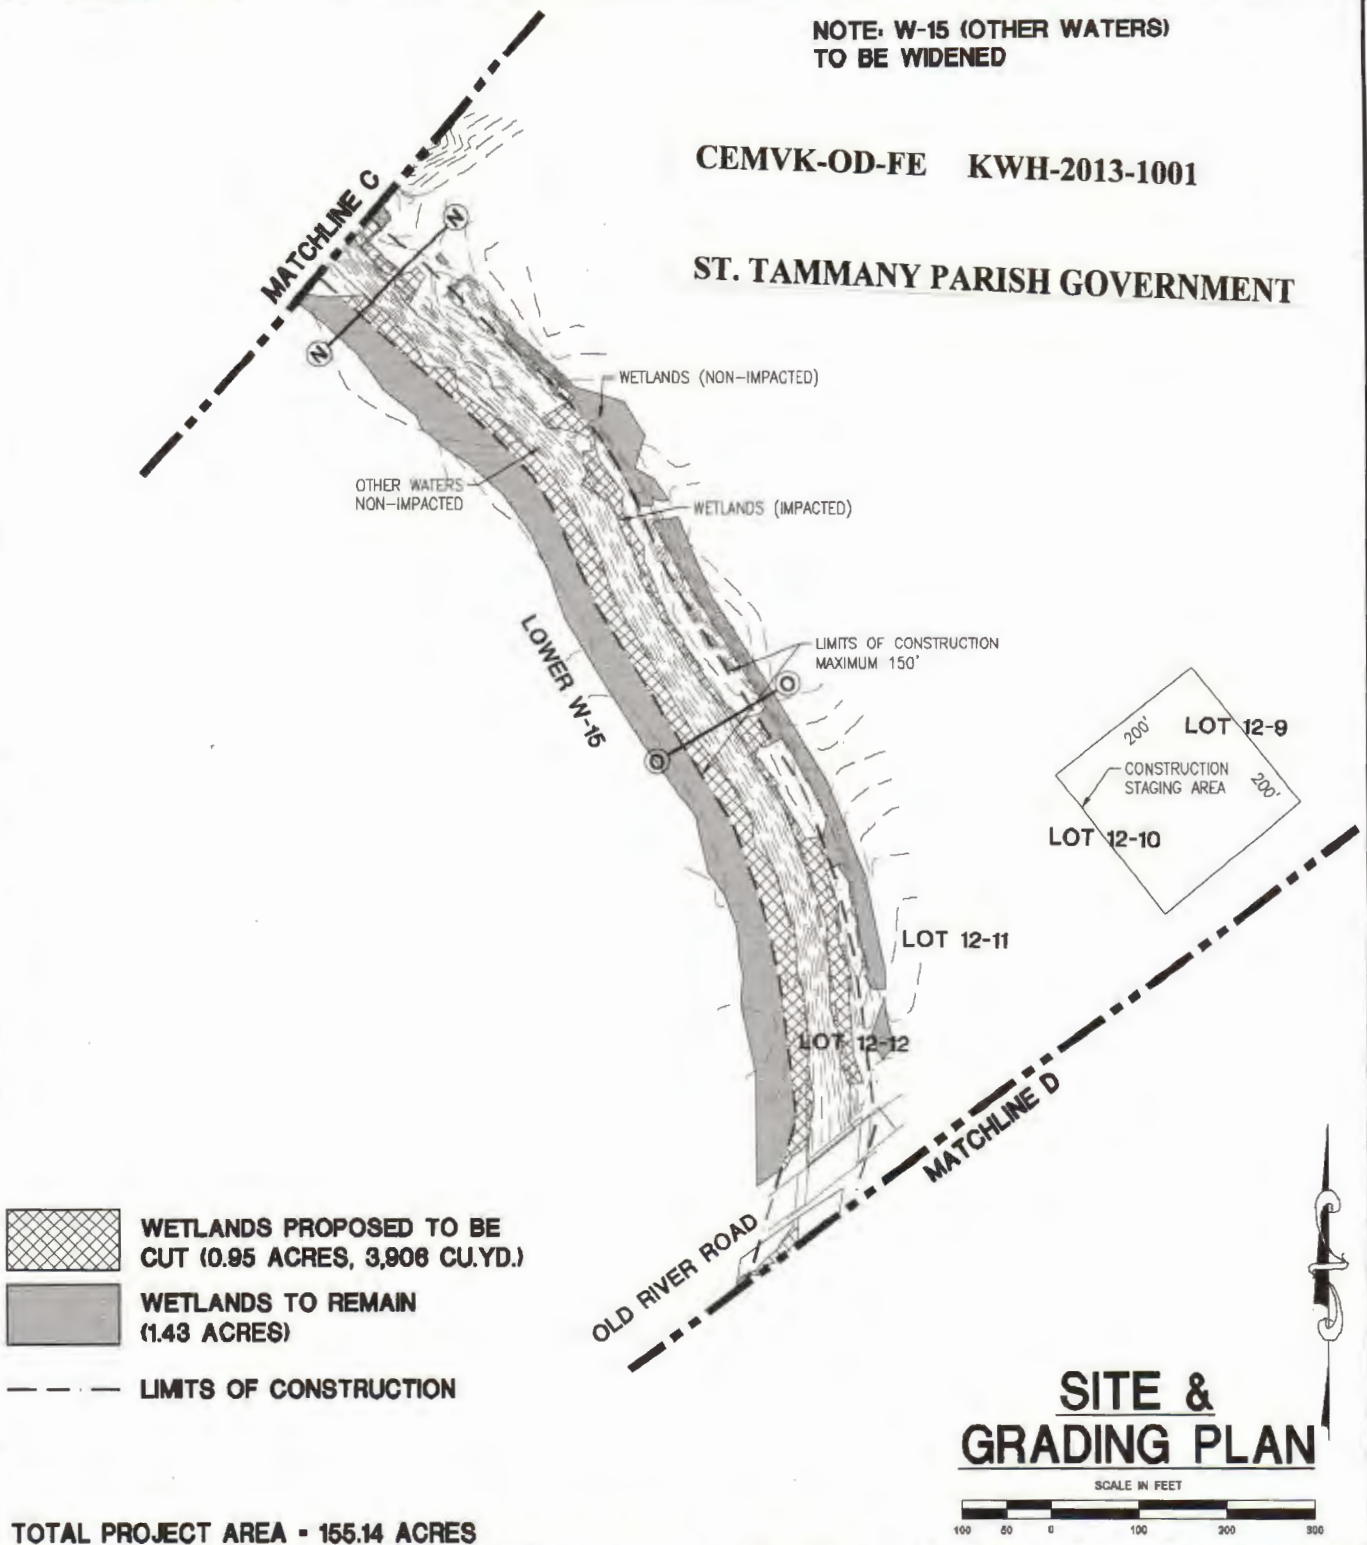 NOTE: W-15 (OTHER WATERS)
TO BE WIDENED
CEMVK-OD-FE KWH-2013-1001
ST. TAMMANY PARISH GOVERNMENT
MATCHLINE C
N
N
WETLANDS (NON-IMPACTED)
OTHER WATERS
NON-IMPACTED
WETLANDS (IMPACTED)
LOWER W-15
LIMITS OF CONSTRUCTION
MAXIMUM 150'
O
O
200'
LOT 12-9
CONSTRUCTION
STAGING AREA
200'
LOT 12-10
LOT 12-11
LOT 12-12
MATCHLINE D
OLD RIVER ROAD
WETLANDS PROPOSED TO BE
CUT (0.95 ACRES, 3,906 CU.YD.)
WETLANDS TO REMAIN
(1.43 ACRES)
LIMITS OF CONSTRUCTION
SITE &
GRADING PLAN
SCALE IN FEET
100 50 0 100 200 300
TOTAL PROJECT AREA = 155.14 ACRES